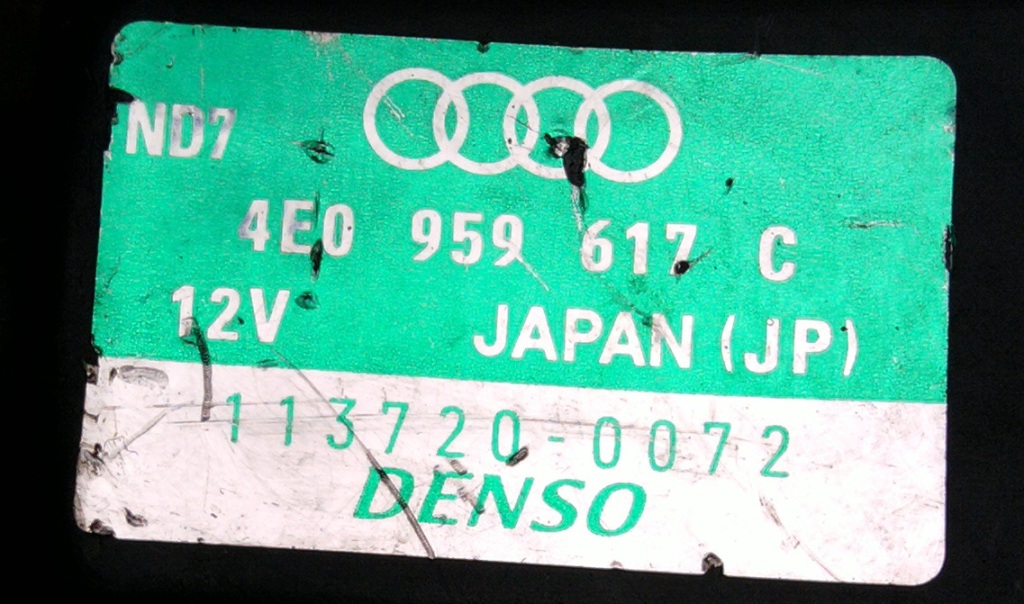 ND7
4E0 959 617 C
12V JAPAN (JP)
113720-0072
DENSO